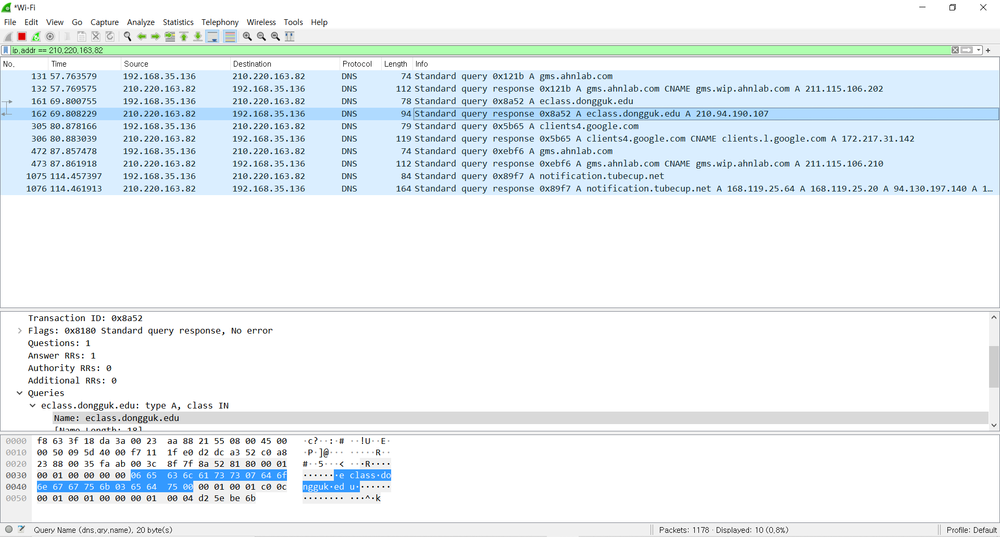 *Wi-Fi
File Edit View Go Capture Analyze Statistics Telephony Wireless Tools Help
ip.addr == 210.220.163.82
No. Time Source Destination Protocol Length Info
131 57.763579 192.168.35.136 210.220.163.82 DNS 74 Standard query 0x121b A gms.ahnlab.com
132 57.769575 210.220.163.82 192.168.35.136 DNS 112 Standard query response 0x121b A gms.ahnlab.com CNAME gms.wip.ahnlab.com A 211.115.106.202
161 69.800755 192.168.35.136 210.220.163.82 DNS 78 Standard query 0x8a52 A eclass.dongguk.edu
162 69.808229 210.220.163.82 192.168.35.136 DNS 94 Standard query response 0x8a52 A eclass.dongguk.edu A 210.94.190.107
305 80.878166 192.168.35.136 210.220.163.82 DNS 79 Standard query 0x5b65 A clients4.google.com
306 80.883039 210.220.163.82 192.168.35.136 DNS 119 Standard query response 0x5b65 A clients4.google.com CNAME clients.l.google.com A 172.217.31.142
472 87.857478 192.168.35.136 210.220.163.82 DNS 74 Standard query 0xebf6 A gms.ahnlab.com
473 87.861918 210.220.163.82 192.168.35.136 DNS 112 Standard query response 0xebf6 A gms.ahnlab.com CNAME gms.wip.ahnlab.com A 211.115.106.210
1075 114.457397 192.168.35.136 210.220.163.82 DNS 84 Standard query 0x89f7 A notification.tubecup.net
1076 114.461913 210.220.163.82 192.168.35.136 DNS 164 Standard query response 0x89f7 A notification.tubecup.net A 168.119.25.64 A 168.119.25.20 A 94.130.197.140 A 1…
Transaction ID: 0x8a52
Flags: 0x8180 Standard query response, No error
Questions: 1
Answer RRs: 1
Authority RRs: 0
Additional RRs: 0
Queries
eclass.dongguk.edu: type A, class IN
Name: eclass.dongguk.edu
[Name Length: 18]
0000 f8 63 3f 18 da 3a 00 23 aa 88 21 55 08 00 45 00 ·c?··:·# ··!U··E·
0010 00 50 09 5d 40 00 f7 11 1f e0 d2 dc a3 52 c0 a8 ·P·]@··· ·····R··
0020 23 88 00 35 fa ab 00 3c 8f 7f 8a 52 81 80 00 01 #··5···< ···R····
0030 00 01 00 00 00 00 06 65 63 6c 61 73 73 07 64 6f ·······e class·do
0040 6e 67 67 75 6b 03 65 64 75 00 00 01 00 01 c0 0c ngguk·ed u·······
0050 00 01 00 01 00 00 00 01 00 04 d2 5e be 6b ········ ···^·k
Query Name (dns.qry.name), 20 byte(s) Packets: 1178 · Displayed: 10 (0.8%) Profile: Default